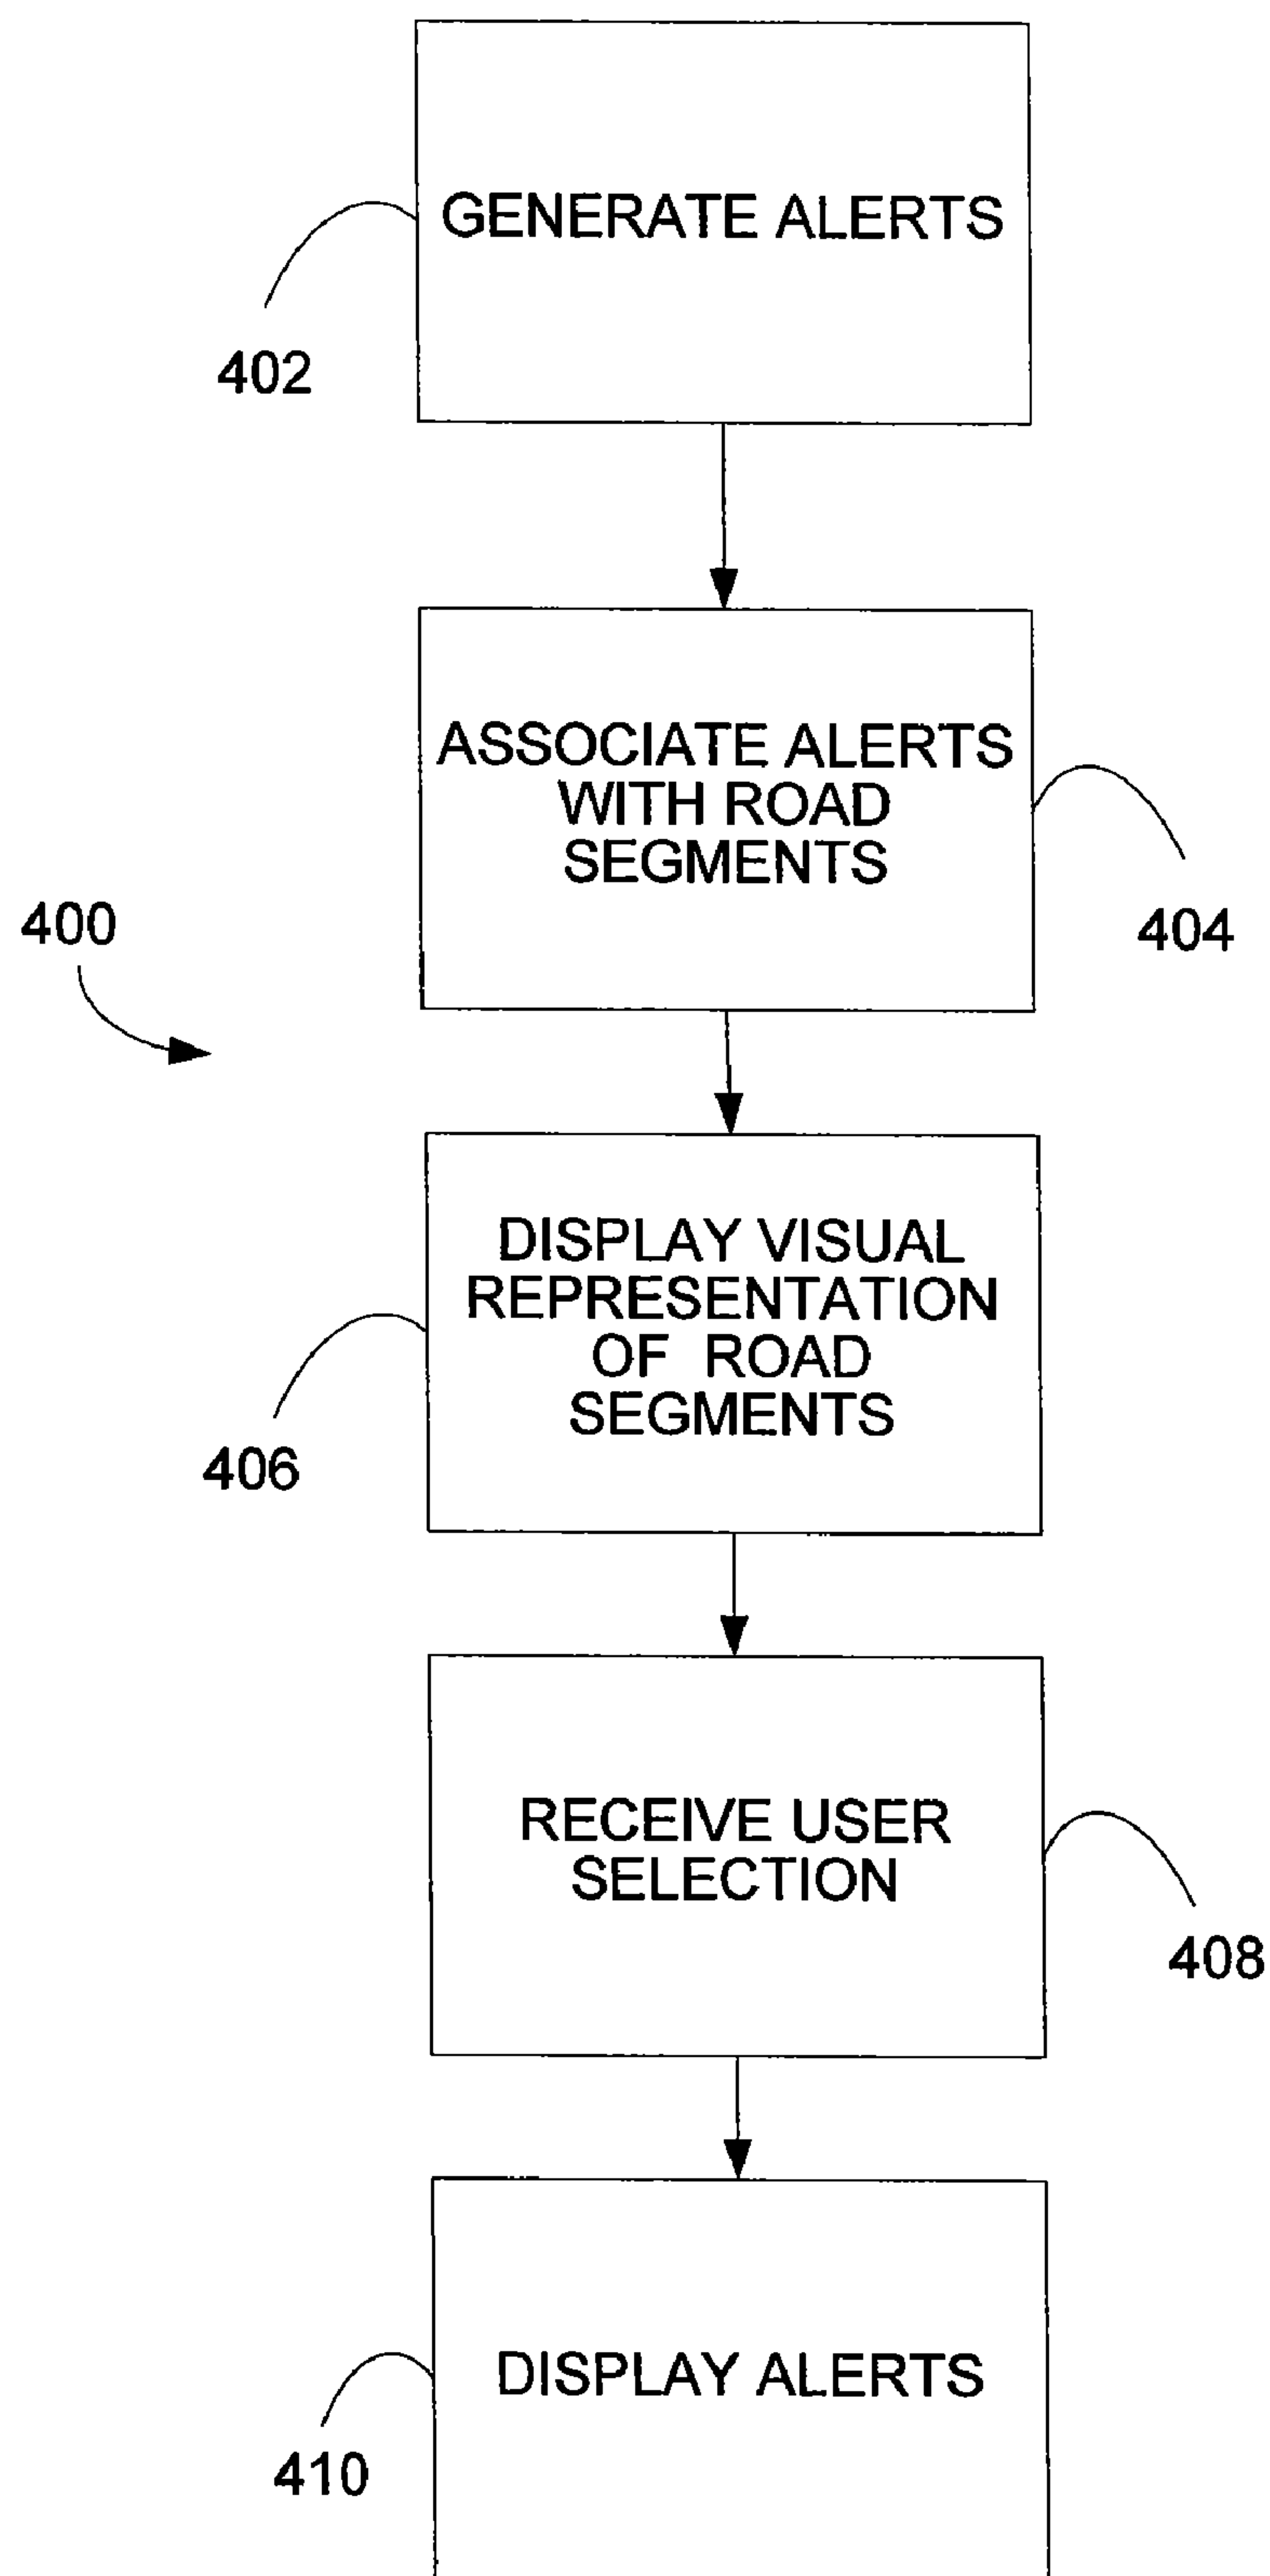 GENERATE ALERTS
402
ASSOCIATE ALERTS
WITH ROAD
SEGMENTS
404
400
DISPLAY VISUAL
REPRESENTATION
OF ROAD
SEGMENTS
406
RECEIVE USER
SELECTION
408
DISPLAY ALERTS
410